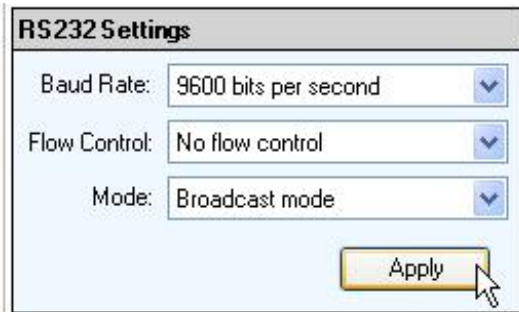 RS232 Settings
Baud Rate: 9600 bits per second
Flow Control: No flow control
Mode: Broadcast mode
Apply